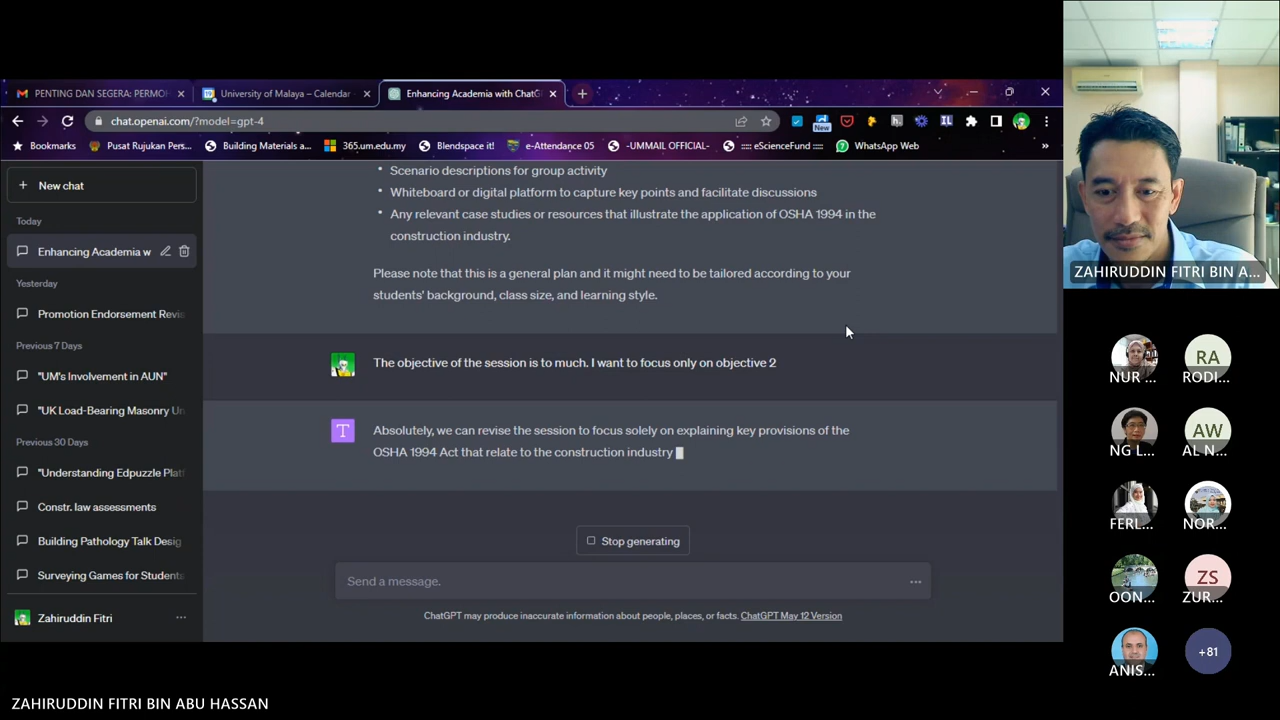 PENTING DAN SEGERA: PERMO
University of Malaya – Calendar
Enhancing Academia with ChatG
chat.openai.com/?model=gpt-4
New
Bookmarks
Pusat Rujukan Pers...
Building Materials a...
365.um.edu.my
Blendspace it!
e-Attendance 05
-UMMAIL OFFICIAL-
::::: eScienceFund ::::
WhatsApp Web
New chat
Today
Enhancing Academia w
Yesterday
Promotion Endorsement Revi
Previous 7 Days
"UM's Involvement in AUN"
"UK Load-Bearing Masonry Un
Previous 30 Days
"Understanding Edpuzzle Plat
Constr. law assessments
Building Pathology Talk Desig
Surveying Games for Students
Zahiruddin Fitri
• Scenario descriptions for group activity
• Whiteboard or digital platform to capture key points and facilitate discussions
• Any relevant case studies or resources that illustrate the application of OSHA 1994 in the
construction industry.
Please note that this is a general plan and it might need to be tailored according to your
students' background, class size, and learning style.
The objective of the session is to much. I want to focus only on objective 2
T
Absolutely, we can revise the session to focus solely on explaining key provisions of the
OSHA 1994 Act that relate to the construction industry
Stop generating
Send a message.
ChatGPT may produce inaccurate information about people, places, or facts. ChatGPT May 12 Version
ZAHIRUDDIN FITRI BIN A...
NUR ...
RA
RODI...
NG L...
AW
AL N...
FERL...
NOR...
OON...
ZS
ZUR...
ANIS...
+81
ZAHIRUDDIN FITRI BIN ABU HASSAN